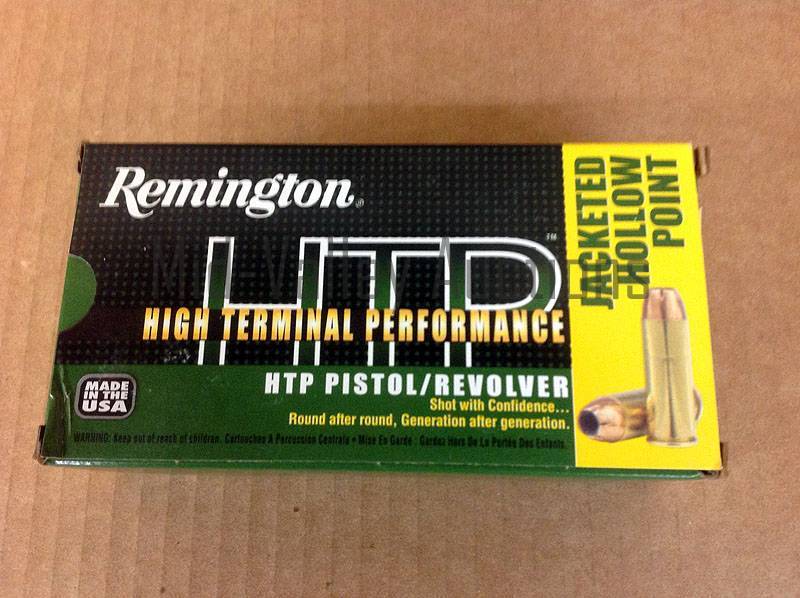 Remington®
HTP™
HIGH TERMINAL PERFORMANCE
HTP PISTOL/REVOLVER
Shot with Confidence...
Round after round, Generation after generation.
MADE
IN THE
USA
WARNING: Keep out of reach of children. Cartouches A Percussion Centrale • Mise En Garde : Gardez Hors De La Portée Des Enfants.
JACKETED
HOLLOW
POINT